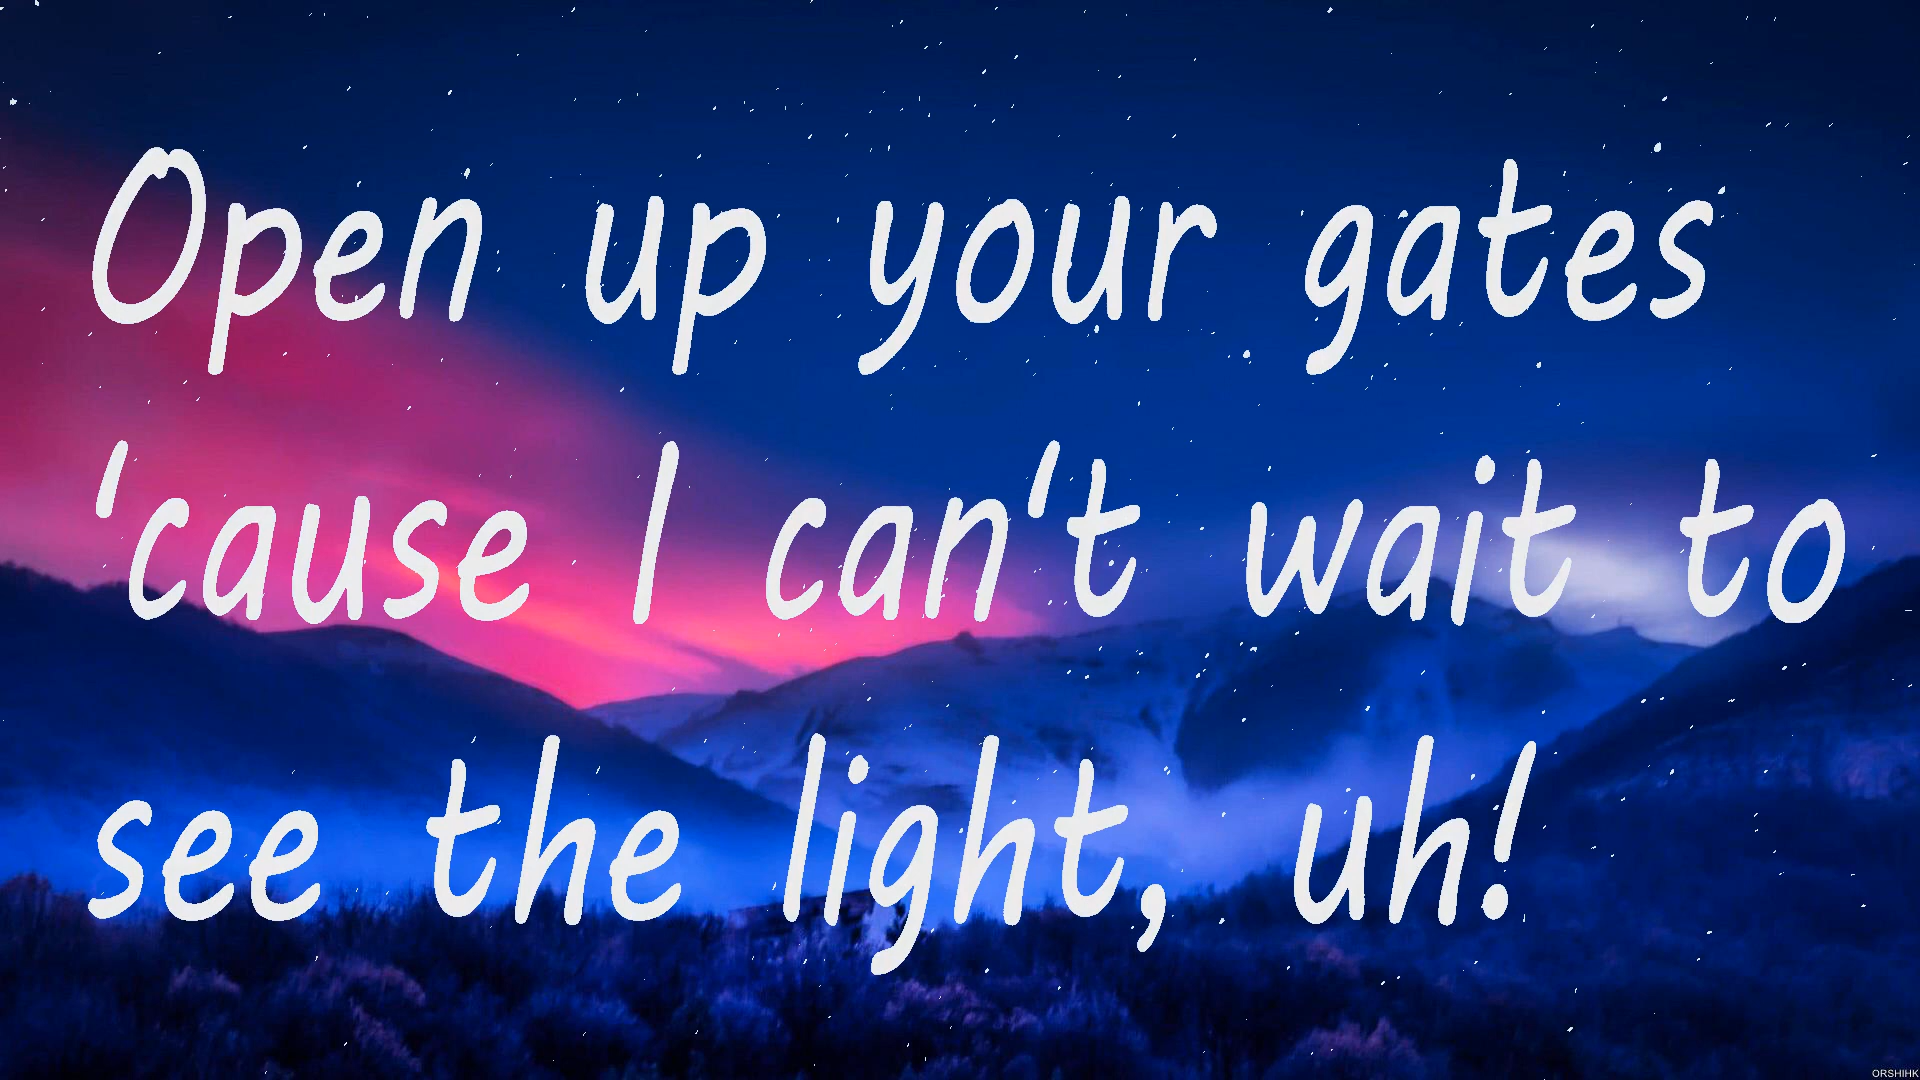 Open up your gates
'cause I can't wait to
see the light, uh!
ORSHIHK